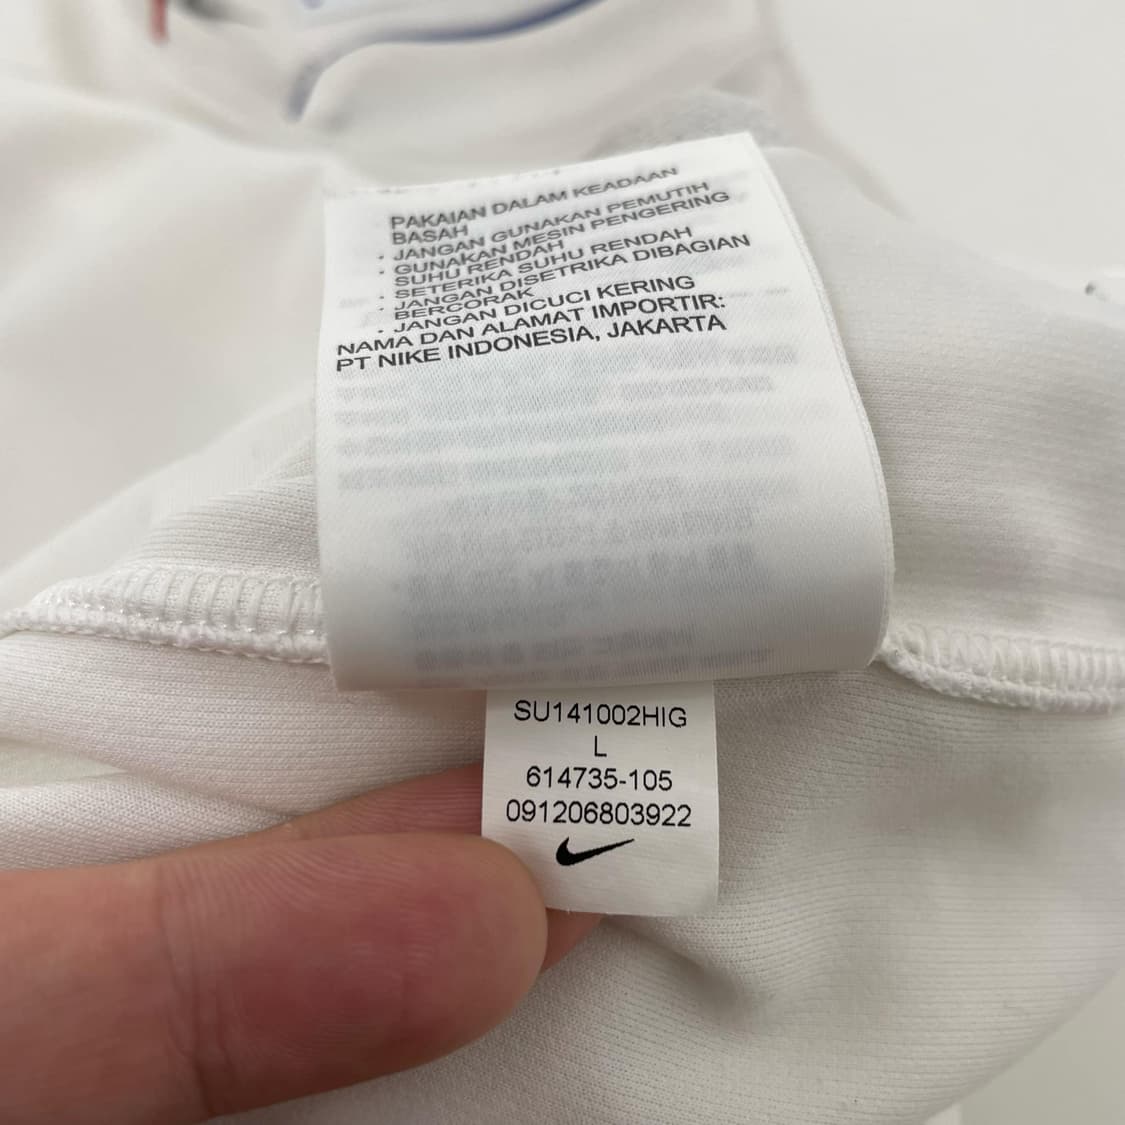 PAKAIAN DALAM KEADAAN
BASAH
• JANGAN GUNAKAN PEMUTIH
• GUNAKAN MESIN PENGERING
SUHU RENDAH
• SETERIKA SUHU RENDAH
• JANGAN DISETRIKA DIBAGIAN
BERCORAK
• JANGAN DICUCI KERING
NAMA DAN ALAMAT IMPORTIR:
PT NIKE INDONESIA, JAKARTA
SU141002HIG
L
614735-105
091206803922